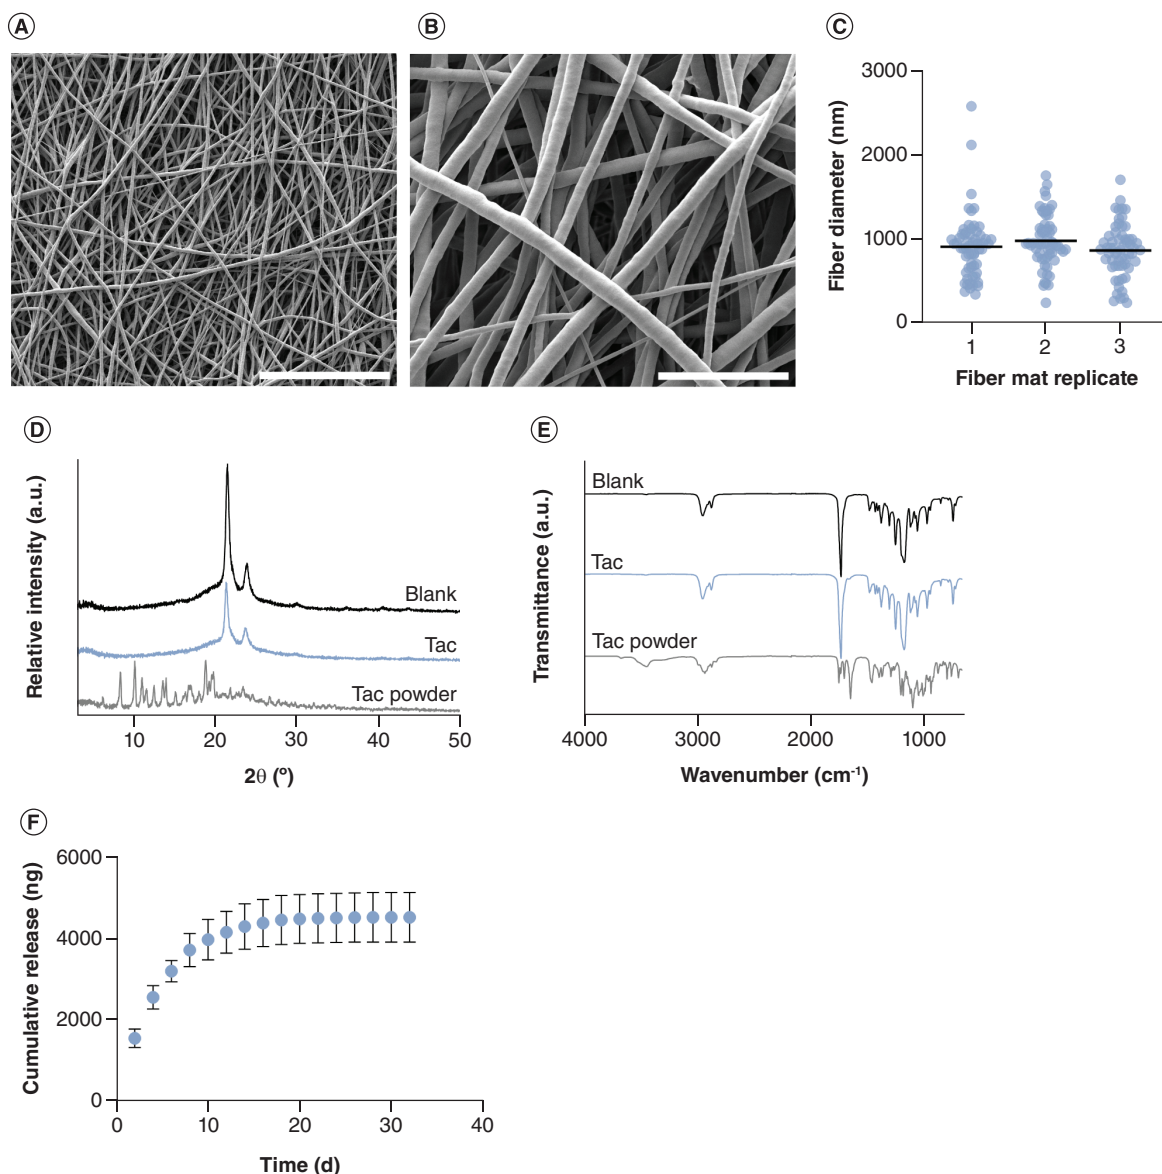 A
B
C
3000
2000
1000
0
Fiber diameter (nm)
1 2 3
Fiber mat replicate
D
Relative intensity (a.u.)
Blank
Tac
Tac powder
10 20 30 40 50
2θ (º)
E
Transmittance (a.u.)
Blank
Tac
Tac powder
4000 3000 2000 1000
Wavenumber (cm⁻¹)
F
Cumulative release (ng)
6000
4000
2000
0
0 10 20 30 40
Time (d)